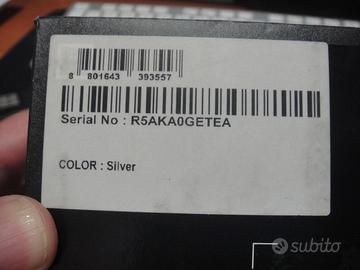 8 801643 393557
Serial No : R5AKA0GETEA
COLOR : Silver
subito